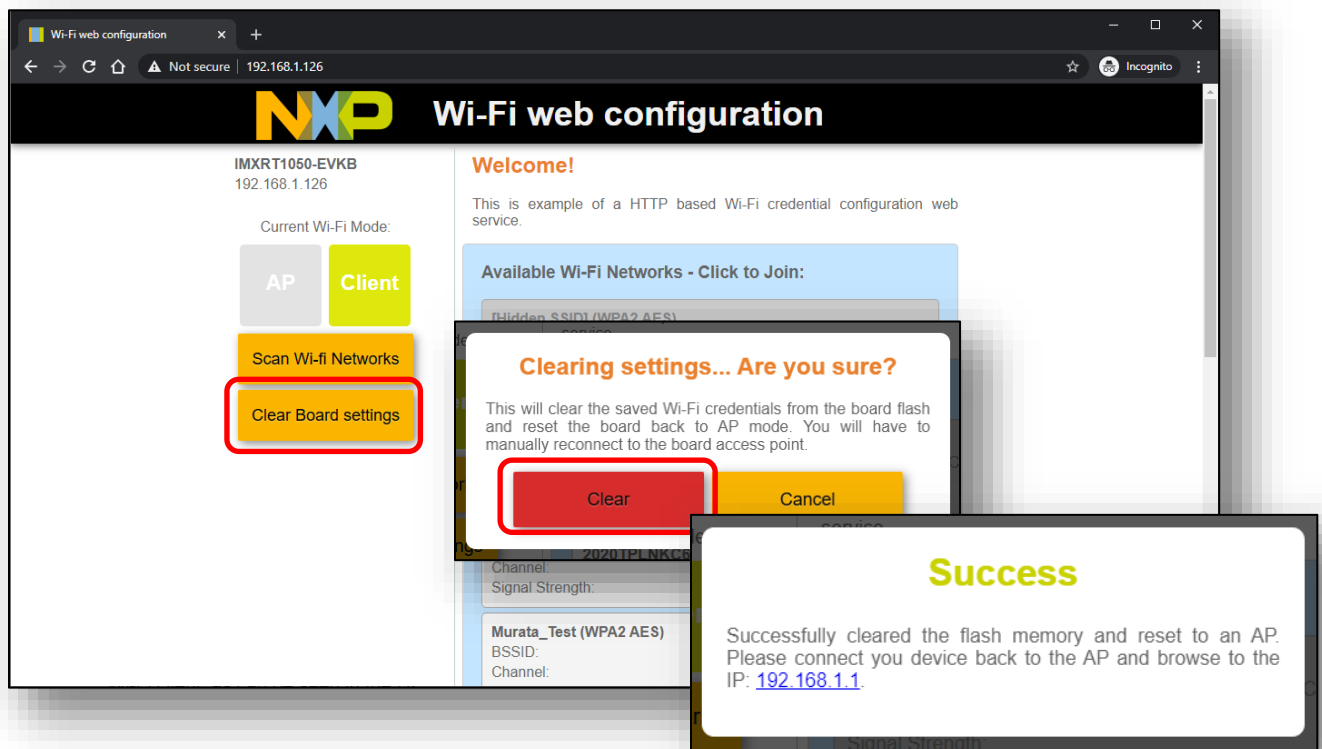 Wi-Fi web configuration
Not secure 192.168.1.126
Incognito
NXP Wi-Fi web configuration
IMXRT1050-EVKB
192.168.1.126
Current Wi-Fi Mode:
AP Client
Scan Wi-fi Networks
Clear Board settings
Welcome!
This is example of a HTTP based Wi-Fi credential configuration web
service.
Available Wi-Fi Networks - Click to Join:
[Hidden SSID] (WPA2 AES)
service
Clearing settings... Are you sure?
This will clear the saved Wi-Fi credentials from the board flash
and reset the board back to AP mode. You will have to
manually reconnect to the board access point.
Clear Cancel
Channel:
Signal Strength:
Murata_Test (WPA2 AES)
BSSID:
Channel:
service
Success
Successfully cleared the flash memory and reset to an AP.
Please connect you device back to the AP and browse to the
IP: 192.168.1.1.
Signal Strength: